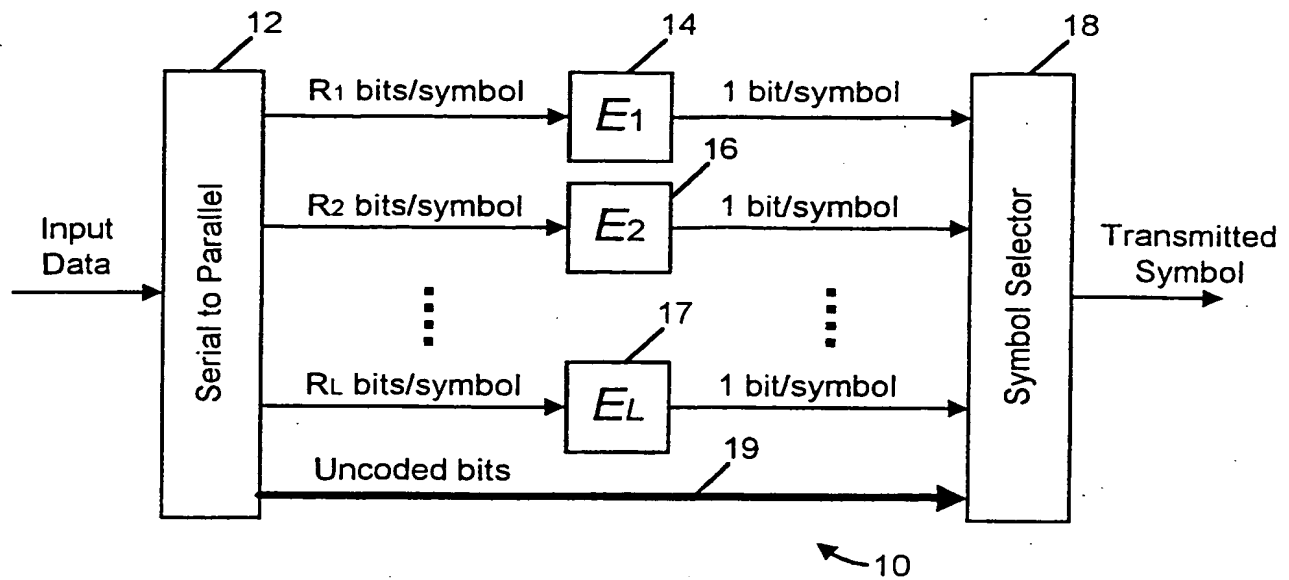 12
14
18
R1 bits/symbol
E1
1 bit/symbol
16
R2 bits/symbol
E2
1 bit/symbol
Input
Data
Serial to Parallel
Symbol Selector
Transmitted
Symbol
17
RL bits/symbol
EL
1 bit/symbol
Uncoded bits
19
10